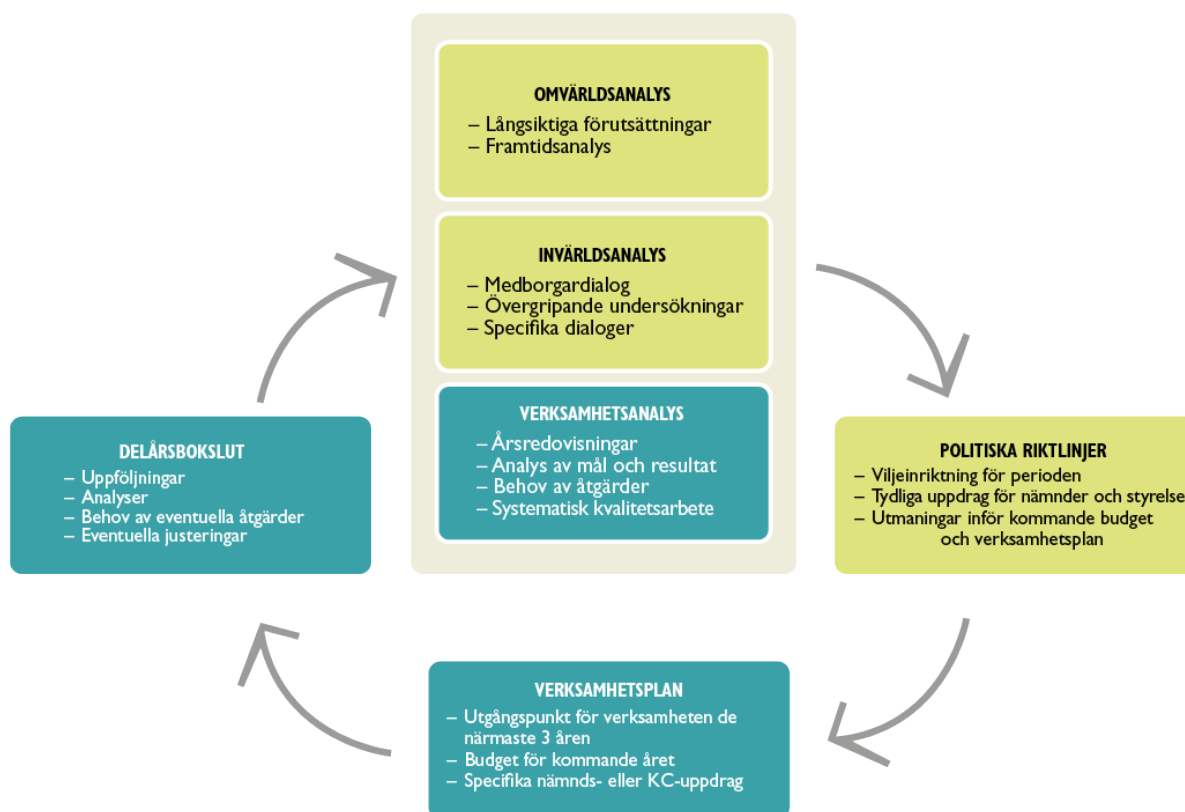 OMVÄRLDSANALYS
– Långsiktiga förutsättningar
– Framtidsanalys
INVÄRLDSANALYS
– Medborgardialog
– Övergripande undersökningar
– Specifika dialoger
VERKSAMHETSANALYS
– Årsredovisningar
– Analys av mål och resultat
– Behov av åtgärder
– Systematisk kvalitetsarbete
POLITISKA RIKTLINJER
– Viljeinriktning för perioden
– Tydliga uppdrag för nämnder och styrelse
– Utmaningar inför kommande budget
och verksamhetsplan
VERKSAMHETSPLAN
– Utgångspunkt för verksamheten de
närmaste 3 åren
– Budget för kommande året
– Specifika nämnds- eller KC-uppdrag
DELÅRSBOKSLUT
– Uppföljningar
– Analyser
– Behov av eventuella åtgärder
– Eventuella justeringar